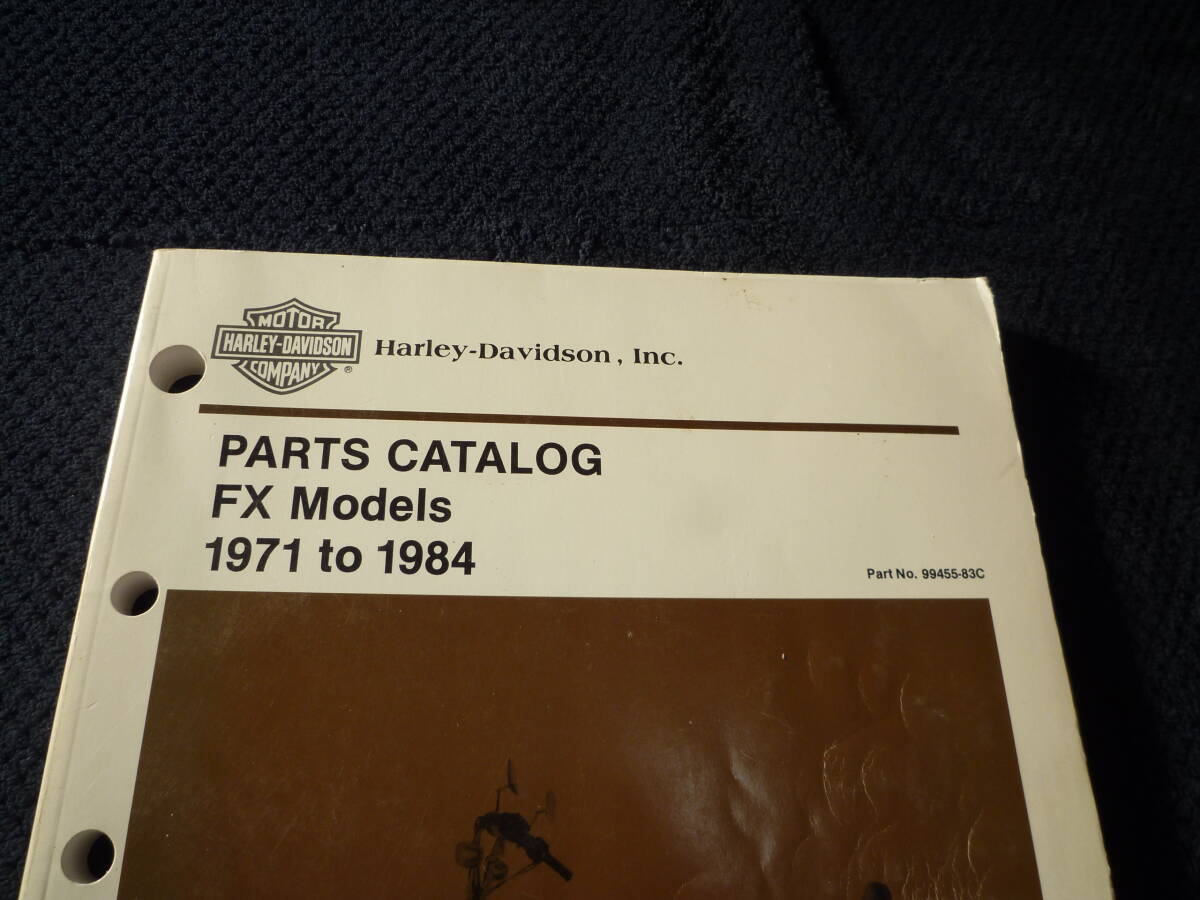 MOTOR
HARLEY-DAVIDSON
COMPANY ®
Harley-Davidson, Inc.
PARTS CATALOG
FX Models
1971 to 1984
Part No. 99455-83C